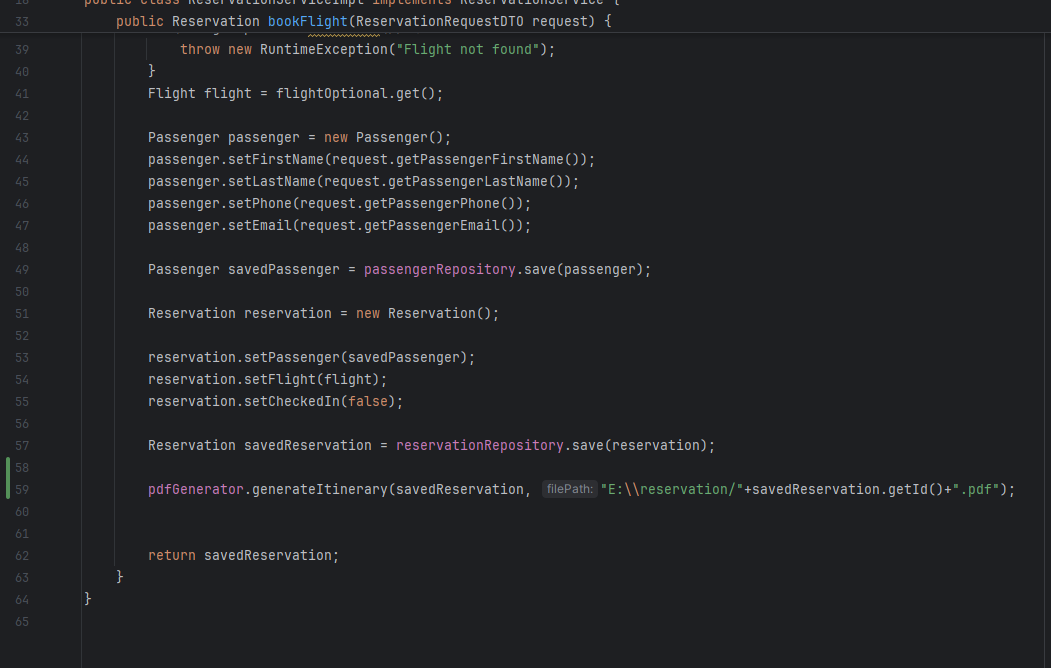 18 public class ReservationServiceImpl implements ReservationService {
33 public Reservation bookFlight(ReservationRequestDTO request) {
39 throw new RuntimeException("Flight not found");
40 }
41 Flight flight = flightOptional.get();
42
43 Passenger passenger = new Passenger();
44 passenger.setFirstName(request.getPassengerFirstName());
45 passenger.setLastName(request.getPassengerLastName());
46 passenger.setPhone(request.getPassengerPhone());
47 passenger.setEmail(request.getPassengerEmail());
48
49 Passenger savedPassenger = passengerRepository.save(passenger);
50
51 Reservation reservation = new Reservation();
52
53 reservation.setPassenger(savedPassenger);
54 reservation.setFlight(flight);
55 reservation.setCheckedIn(false);
56
57 Reservation savedReservation = reservationRepository.save(reservation);
58
59 pdfGenerator.generateItinerary(savedReservation, filePath: "E:\\reservation/"+savedReservation.getId()+".pdf");
60
61
62 return savedReservation;
63 }
64 }
65